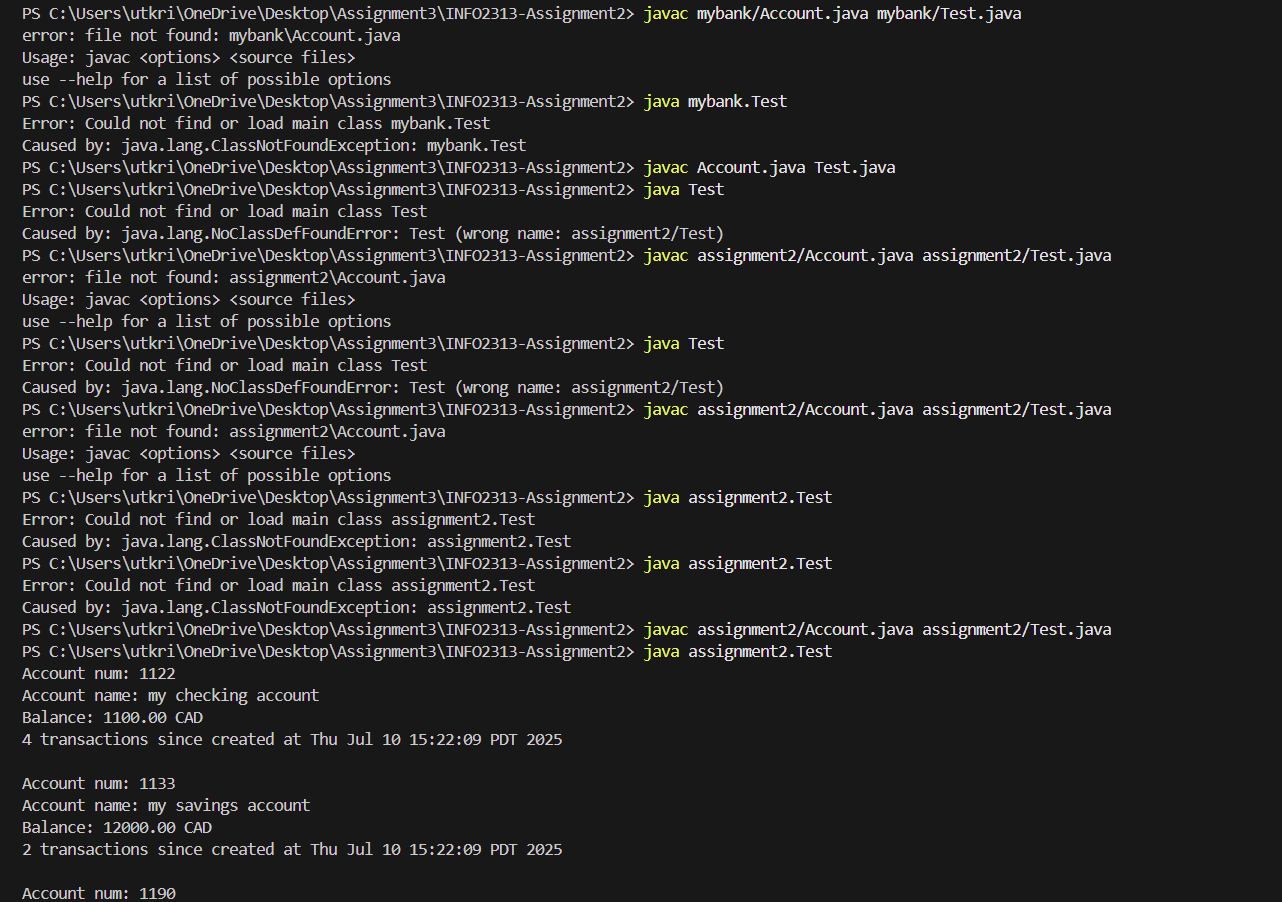 PS C:\Users\utkri\OneDrive\Desktop\Assignment3\INFO2313-Assignment2> javac mybank/Account.java mybank/Test.java
error: file not found: mybank\Account.java
Usage: javac <options> <source files>
use --help for a list of possible options
PS C:\Users\utkri\OneDrive\Desktop\Assignment3\INFO2313-Assignment2> java mybank.Test
Error: Could not find or load main class mybank.Test
Caused by: java.lang.ClassNotFoundException: mybank.Test
PS C:\Users\utkri\OneDrive\Desktop\Assignment3\INFO2313-Assignment2> javac Account.java Test.java
PS C:\Users\utkri\OneDrive\Desktop\Assignment3\INFO2313-Assignment2> java Test
Error: Could not find or load main class Test
Caused by: java.lang.NoClassDefFoundError: Test (wrong name: assignment2/Test)
PS C:\Users\utkri\OneDrive\Desktop\Assignment3\INFO2313-Assignment2> javac assignment2/Account.java assignment2/Test.java
error: file not found: assignment2\Account.java
Usage: javac <options> <source files>
use --help for a list of possible options
PS C:\Users\utkri\OneDrive\Desktop\Assignment3\INFO2313-Assignment2> java Test
Error: Could not find or load main class Test
Caused by: java.lang.NoClassDefFoundError: Test (wrong name: assignment2/Test)
PS C:\Users\utkri\OneDrive\Desktop\Assignment3\INFO2313-Assignment2> javac assignment2/Account.java assignment2/Test.java
error: file not found: assignment2\Account.java
Usage: javac <options> <source files>
use --help for a list of possible options
PS C:\Users\utkri\OneDrive\Desktop\Assignment3\INFO2313-Assignment2> java assignment2.Test
Error: Could not find or load main class assignment2.Test
Caused by: java.lang.ClassNotFoundException: assignment2.Test
PS C:\Users\utkri\OneDrive\Desktop\Assignment3\INFO2313-Assignment2> java assignment2.Test
Error: Could not find or load main class assignment2.Test
Caused by: java.lang.ClassNotFoundException: assignment2.Test
PS C:\Users\utkri\OneDrive\Desktop\Assignment3\INFO2313-Assignment2> javac assignment2/Account.java assignment2/Test.java
PS C:\Users\utkri\OneDrive\Desktop\Assignment3\INFO2313-Assignment2> java assignment2.Test
Account num: 1122
Account name: my checking account
Balance: 1100.00 CAD
4 transactions since created at Thu Jul 10 15:22:09 PDT 2025
Account num: 1133
Account name: my savings account
Balance: 12000.00 CAD
2 transactions since created at Thu Jul 10 15:22:09 PDT 2025
Account num: 1190